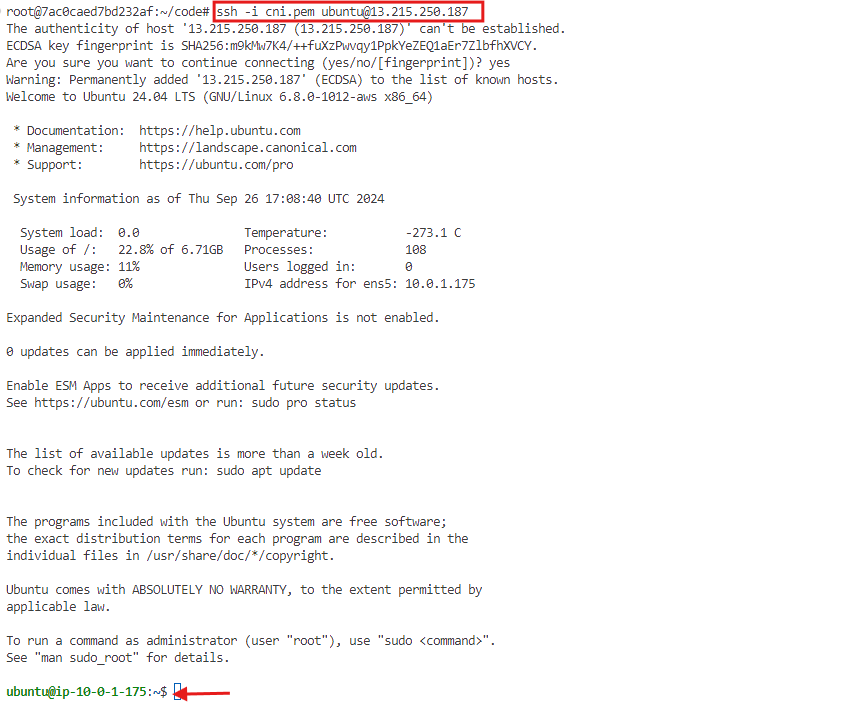 root@7ac0caed7bd232af:~/code# ssh -i cni.pem ubuntu@13.215.250.187
The authenticity of host '13.215.250.187 (13.215.250.187)' can't be established.
ECDSA key fingerprint is SHA256:m9kMw7K4/++fuXzPwvqy1PpkYeZEQ1aEr7ZlbfhXVCY.
Are you sure you want to continue connecting (yes/no/[fingerprint])? yes
Warning: Permanently added '13.215.250.187' (ECDSA) to the list of known hosts.
Welcome to Ubuntu 24.04 LTS (GNU/Linux 6.8.0-1012-aws x86_64)
* Documentation: https://help.ubuntu.com
* Management: https://landscape.canonical.com
* Support: https://ubuntu.com/pro
System information as of Thu Sep 26 17:08:40 UTC 2024
System load: 0.0 Temperature: -273.1 C
Usage of /: 22.8% of 6.71GB Processes: 108
Memory usage: 11% Users logged in: 0
Swap usage: 0% IPv4 address for ens5: 10.0.1.175
Expanded Security Maintenance for Applications is not enabled.
0 updates can be applied immediately.
Enable ESM Apps to receive additional future security updates.
See https://ubuntu.com/esm or run: sudo pro status
The list of available updates is more than a week old.
To check for new updates run: sudo apt update
The programs included with the Ubuntu system are free software;
the exact distribution terms for each program are described in the
individual files in /usr/share/doc/*/copyright.
Ubuntu comes with ABSOLUTELY NO WARRANTY, to the extent permitted by
applicable law.
To run a command as administrator (user "root"), use "sudo <command>".
See "man sudo_root" for details.
ubuntu@ip-10-0-1-175:~$